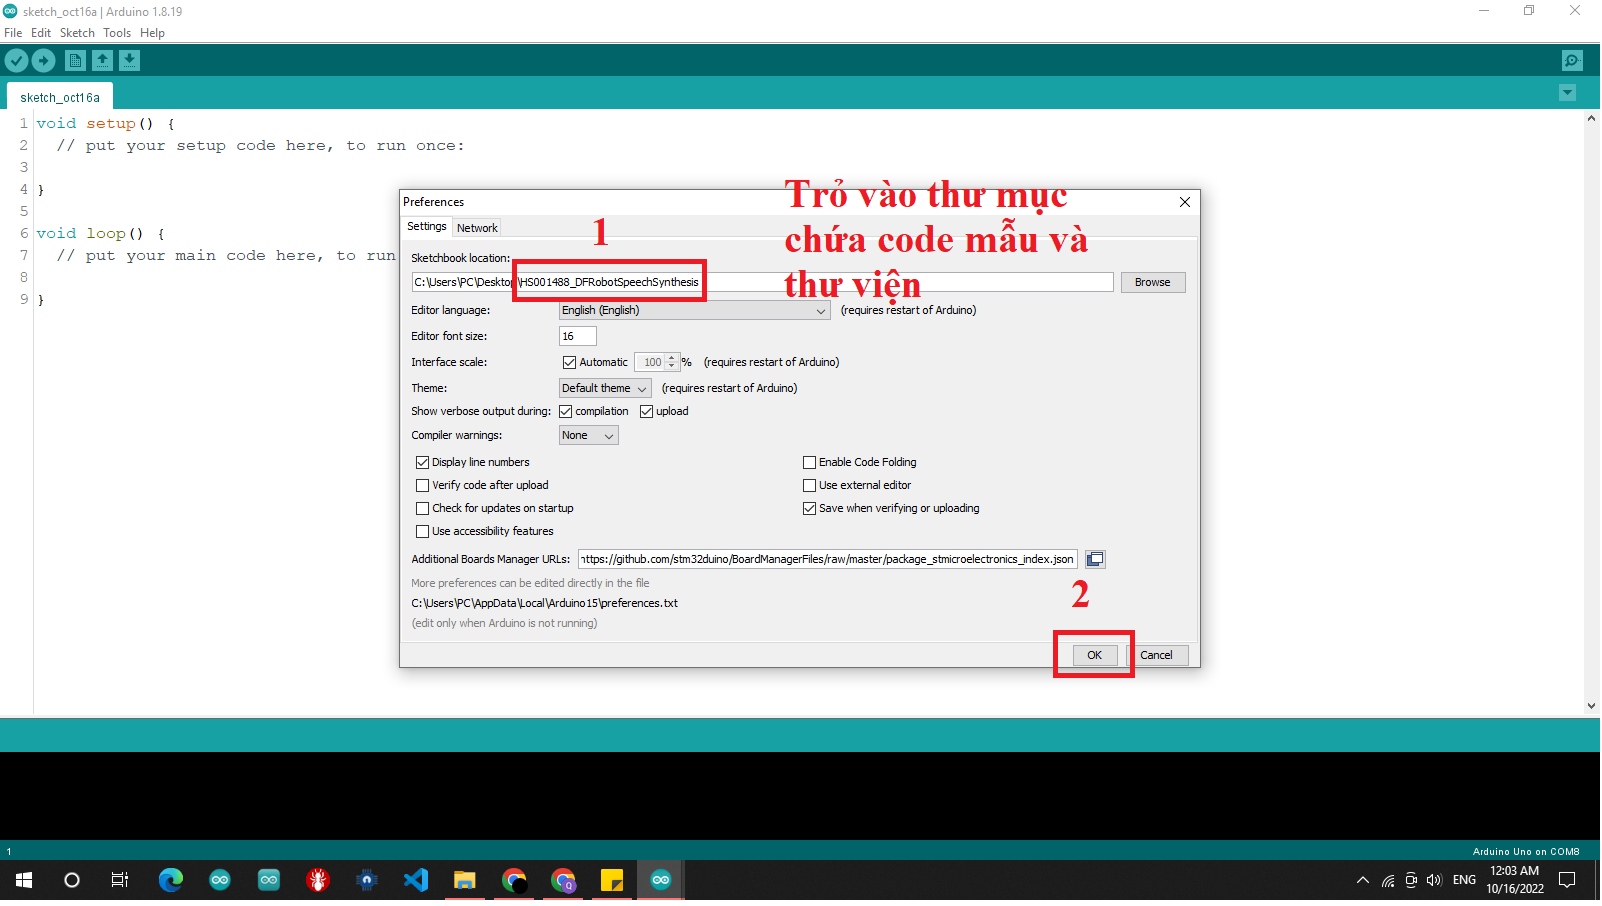 sketch_oct16a | Arduino 1.8.19
File Edit Sketch Tools Help
sketch_oct16a
1 void setup() {
2 // put your setup code here, to run once:
3
4 }
5
6 void loop() {
7 // put your main code here, to run
8
9 }
Preferences
Settings Network
1
Trỏ vào thư mục
chứa code mẫu và
thư viện
Sketchbook location:
C:\Users\PC\Desktop\HS001488_DFRobotSpeechSynthesis
Browse
Editor language: English (English) (requires restart of Arduino)
Editor font size: 16
Interface scale: Automatic 100 % (requires restart of Arduino)
Theme: Default theme (requires restart of Arduino)
Show verbose output during: compilation upload
Compiler warnings: None
Display line numbers Enable Code Folding
Verify code after upload Use external editor
Check for updates on startup Save when verifying or uploading
Use accessibility features
Additional Boards Manager URLs: https://github.com/stm32duino/BoardManagerFiles/raw/master/package_stmicroelectronics_index.json
More preferences can be edited directly in the file
C:\Users\PC\AppData\Local\Arduino15\preferences.txt
(edit only when Arduino is not running)
2
OK Cancel
1 Arduino Uno on COM8
Q
ENG 12:03 AM
10/16/2022